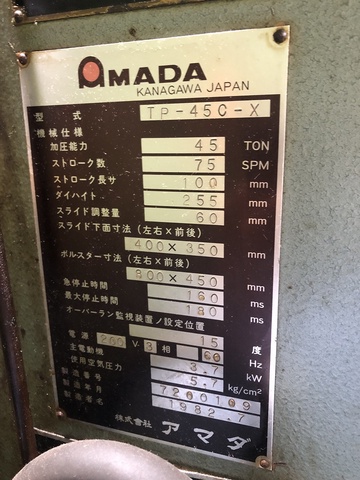 AMADA
KANAGAWA JAPAN
型式 TP-45C-X
機械仕様
加圧能力 45 TON
ストローク数 75 SPM
ストローク長サ 100 mm
ダイハイト 255 mm
スライド調整量 60 mm
スライド下面寸法(左右×前後)
400×350 mm
ボルスター寸法(左右×前後)
800×450 mm
急停止時間 160 ms
最大停止時間 180 ms
オーバーラン監視装置ノ設定位置
15 度
電源 200 V. 3 相 60 Hz
主電動機 3.7 kW
使用空気圧力 5.7 kg/cm²
製造番号 7200109
製造年月 1982.7
製造者名
株式会社 アマダ